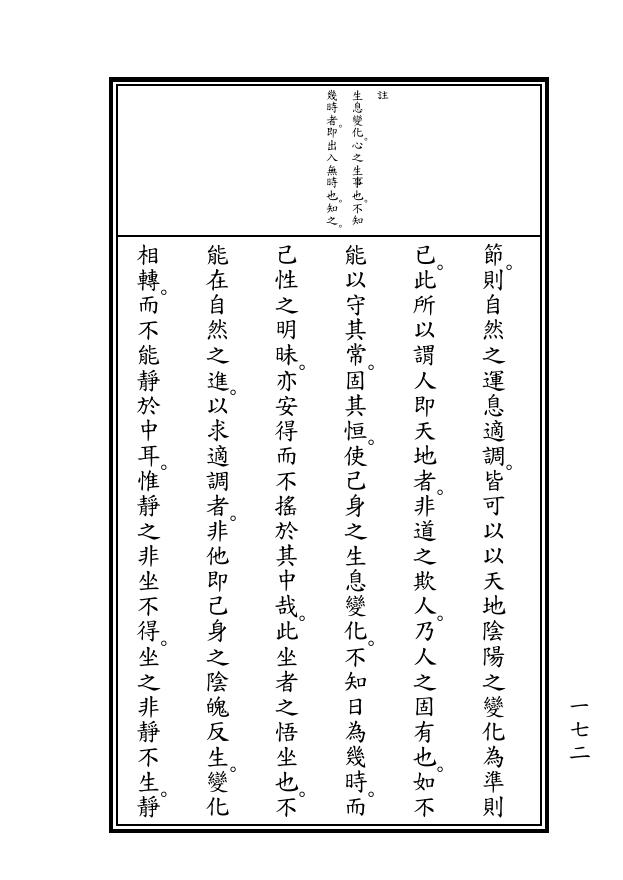 註
生息變化。心之生事也。不知
幾時者。即出入無時也。知之。
節。則自然之運息適調。皆可以以天地陰陽之變化為準則
已。此所以謂人即天地者。非道之欺人。乃人之固有也。如不
能以守其常。固其恒。使己身之生息變化。不知日為幾時。而
己性之明昧。亦安得而不搖於其中哉。此坐者之悟坐也。不
能在自然之進。以求適調者。非他即己身之陰魄反生。變化
相轉。而不能靜於中耳。惟靜之非坐不得。坐之非靜不生。靜
一七二